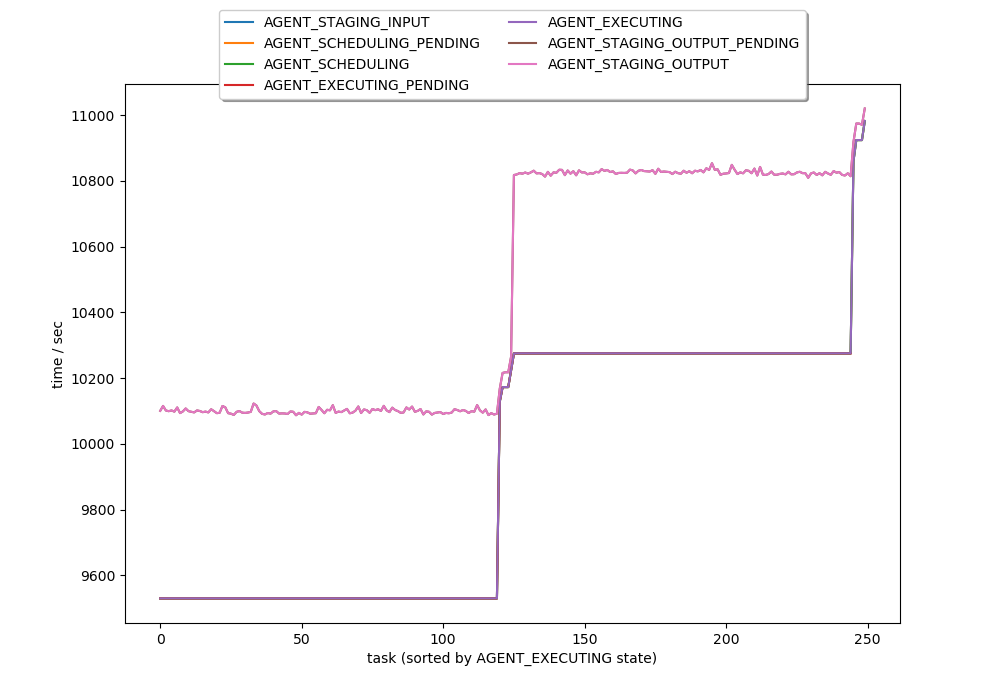 AGENT_STAGING_INPUT
AGENT_SCHEDULING_PENDING
AGENT_SCHEDULING
AGENT_EXECUTING_PENDING
AGENT_EXECUTING
AGENT_STAGING_OUTPUT_PENDING
AGENT_STAGING_OUTPUT
11000
10800
10600
10400
10200
10000
9800
9600
time / sec
0 50 100 150 200 250
task (sorted by AGENT_EXECUTING state)